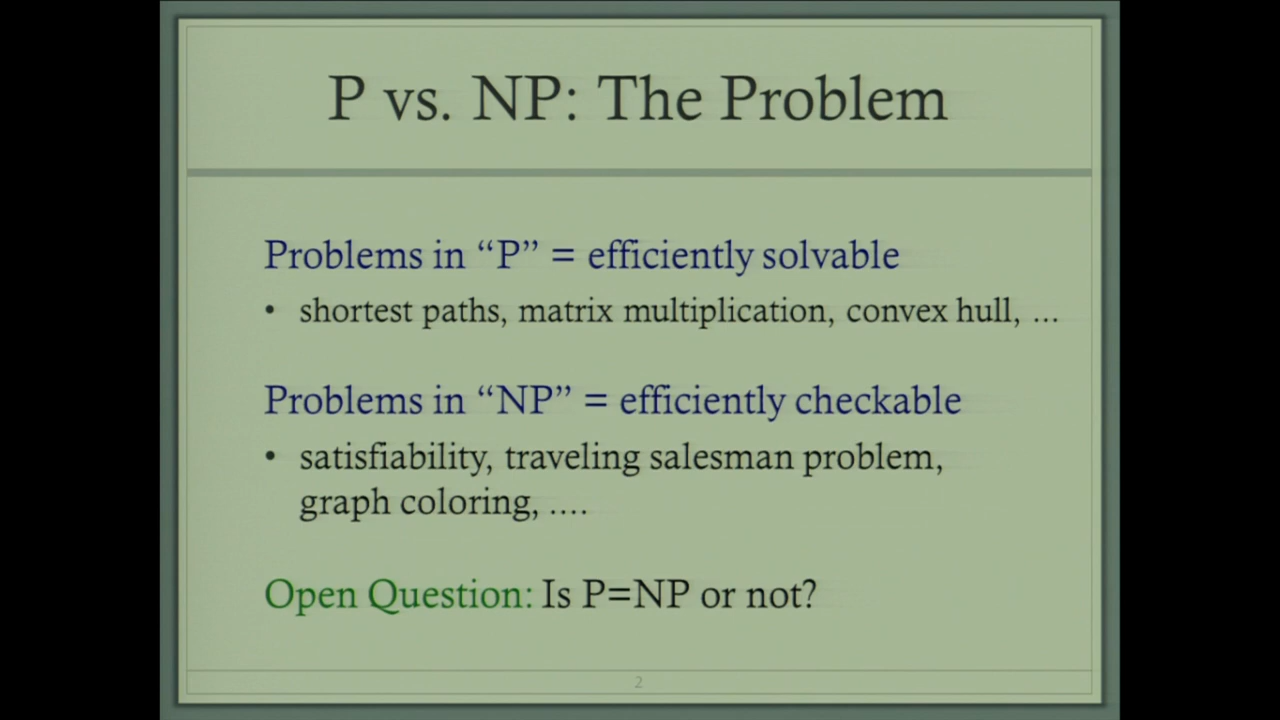 P vs. NP: The Problem
Problems in “P” = efficiently solvable
• shortest paths, matrix multiplication, convex hull, ...
Problems in “NP” = efficiently checkable
• satisfiability, traveling salesman problem,
graph coloring, ....
Open Question: Is P=NP or not?
2